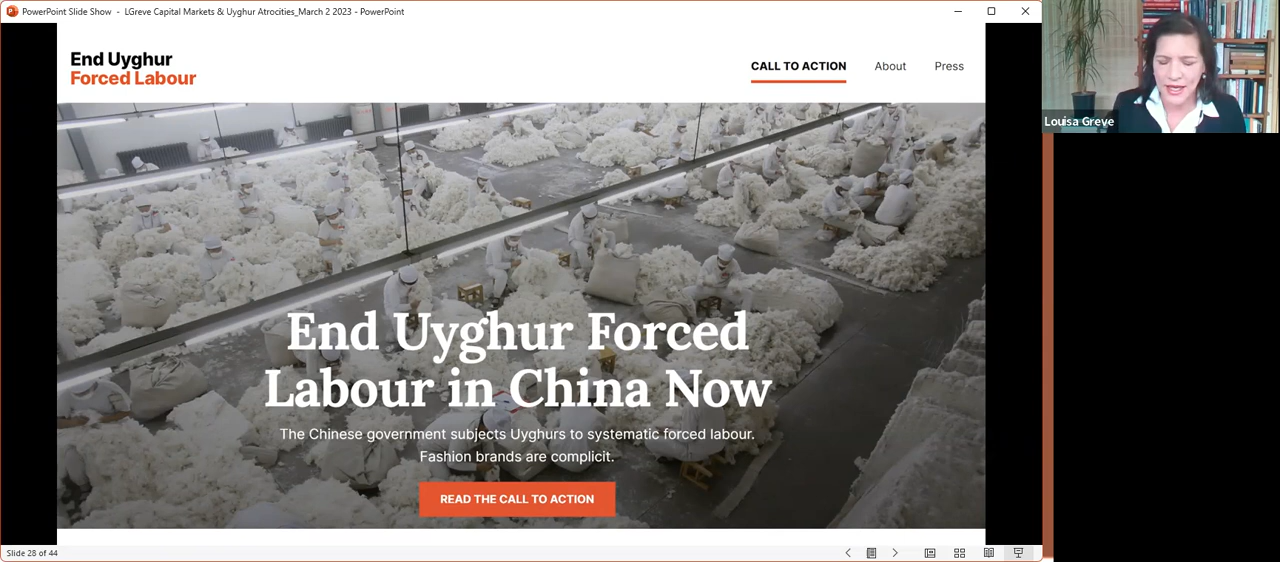 PowerPoint Slide Show - LGreve Capital Markets & Uyghur Atrocities_March 2 2023 - PowerPoint
End Uyghur
Forced Labour
CALL TO ACTION About Press
Louisa Greve
End Uyghur Forced
Labour in China Now
The Chinese government subjects Uyghurs to systematic forced labour.
Fashion brands are complicit.
READ THE CALL TO ACTION
Slide 28 of 44